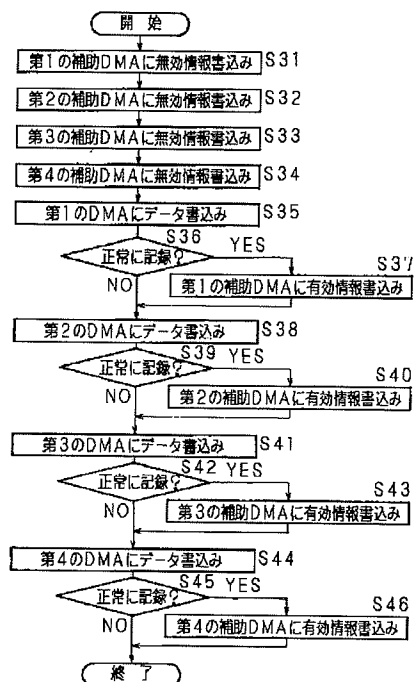 開始
第1の補助DMAに無効情報書込み S31
第2の補助DMAに無効情報書込み S32
第3の補助DMAに無効情報書込み S33
第4の補助DMAに無効情報書込み S34
第1のDMAにデータ書込み S35
S36
正常に記録? YES
S37
NO
第1の補助DMAに有効情報書込み
第2のDMAにデータ書込み S38
S39
正常に記録? YES
S40
NO
第2の補助DMAに有効情報書込み
第3のDMAにデータ書込み S41
S42 YES
正常に記録?
S43
NO
第3の補助DMAに有効情報書込み
第4のDMAにデータ書込み S44
S45 YES
正常に記録?
S46
NO
第4の補助DMAに有効情報書込み
終了